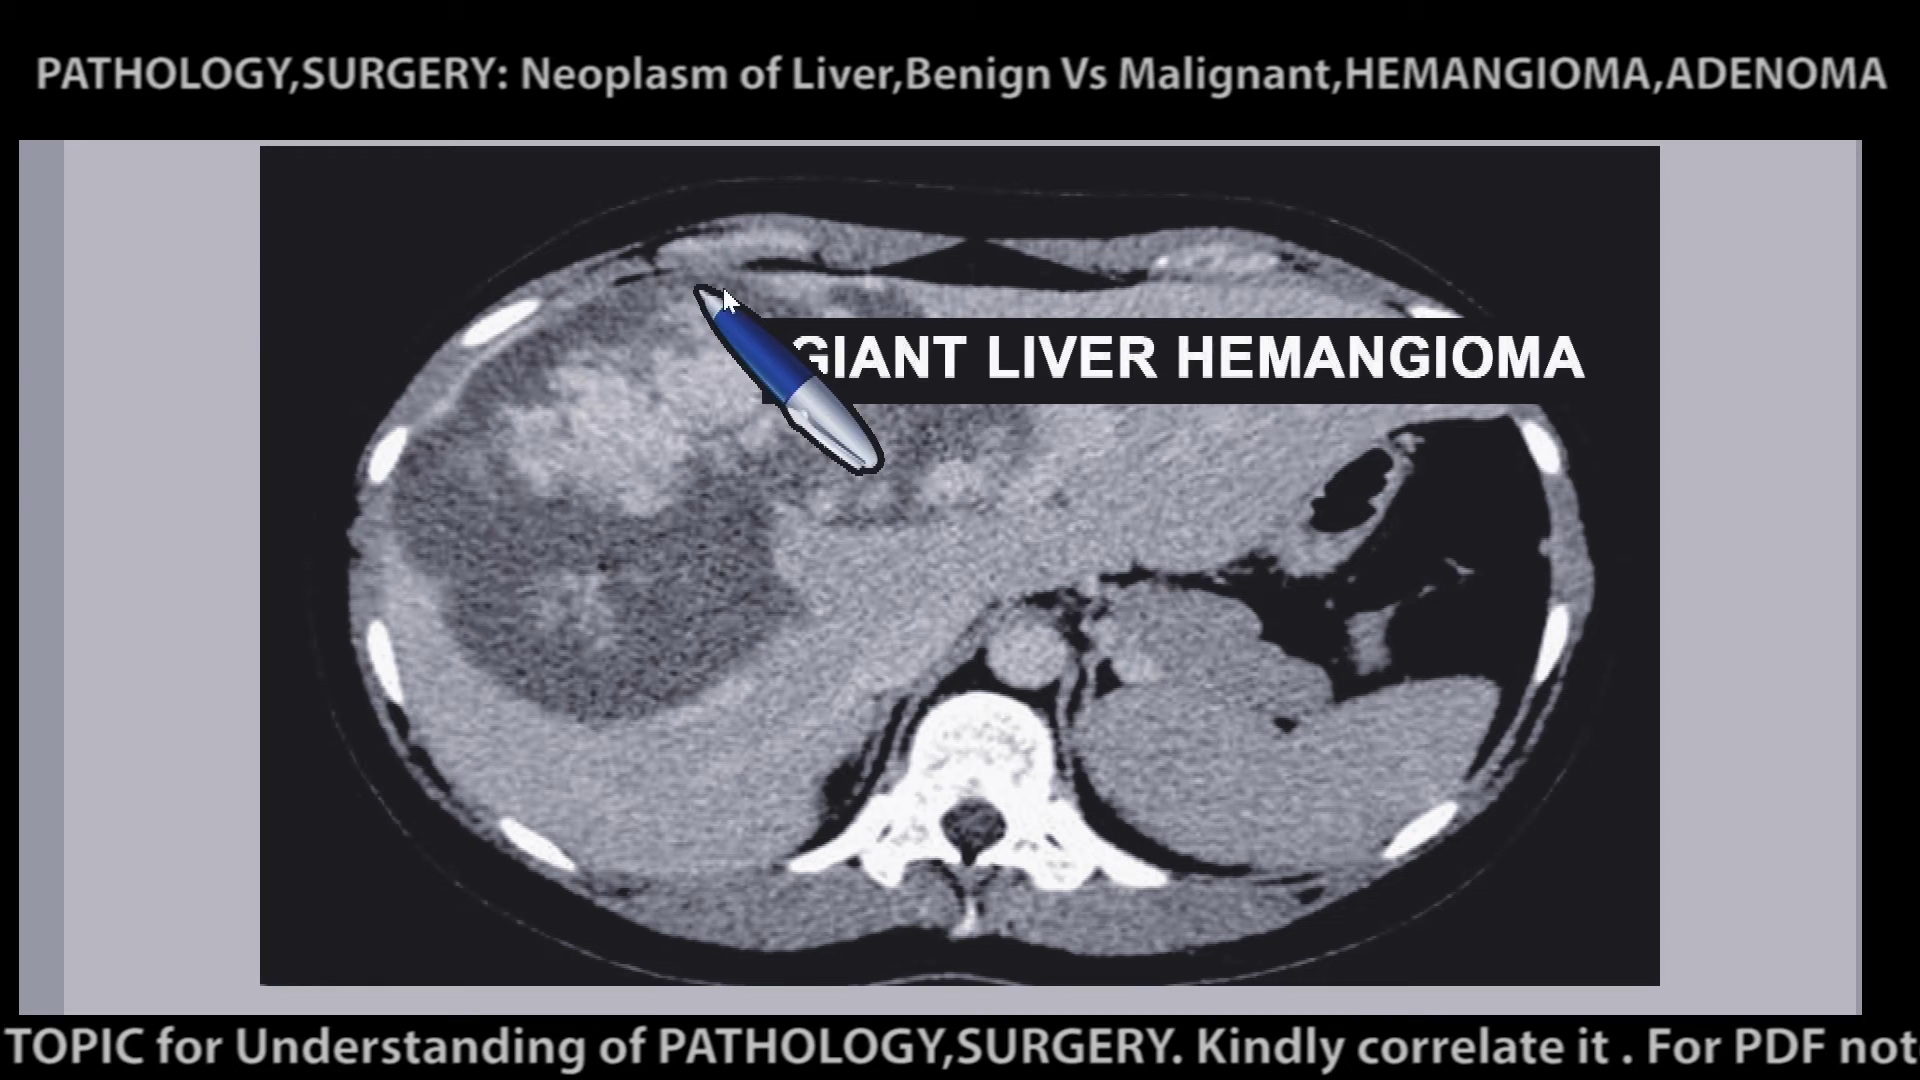 PATHOLOGY,SURGERY: Neoplasm of Liver,Benign Vs Malignant,HEMANGIOMA,ADENOMA
GIANT LIVER HEMANGIOMA
TOPIC for Understanding of PATHOLOGY,SURGERY. Kindly correlate it . For PDF not